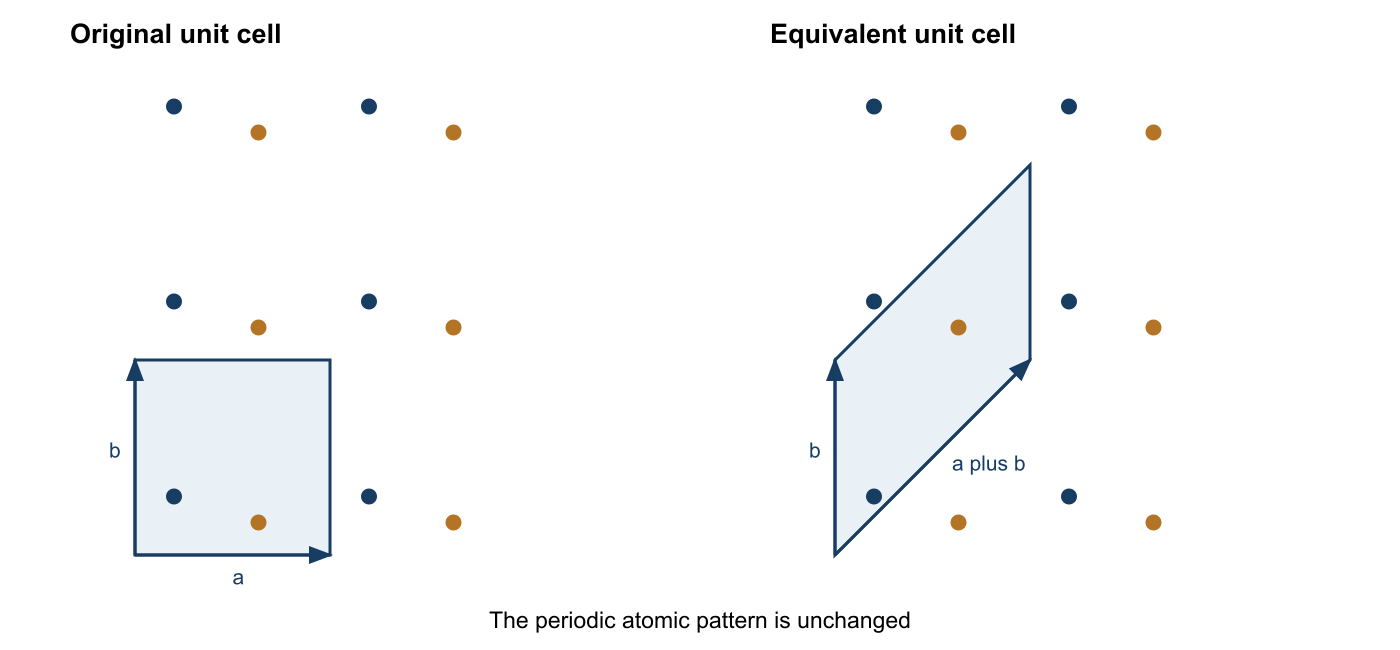 Original unit cell
Equivalent unit cell
b
a
b
a plus b
The periodic atomic pattern is unchanged